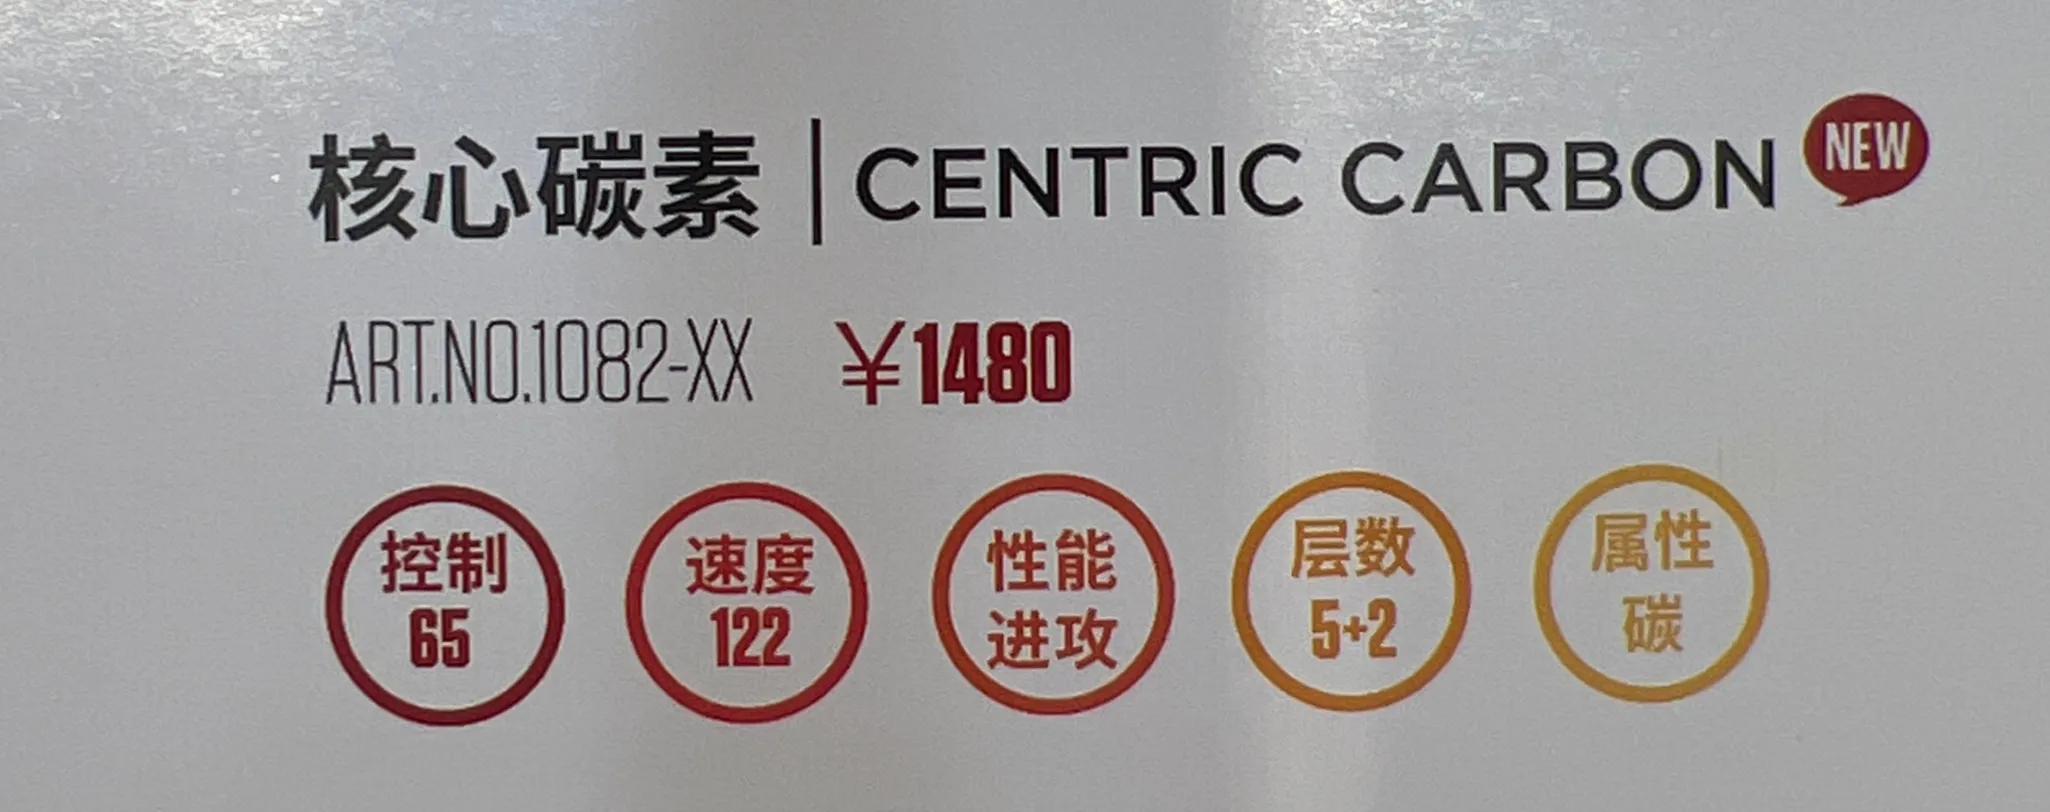 核心碳素 | CENTRIC CARBON NEW
ART.NO.1082-XX ¥1480
控制 速度 性能 层数 属性
65 122 进攻 5+2 碳